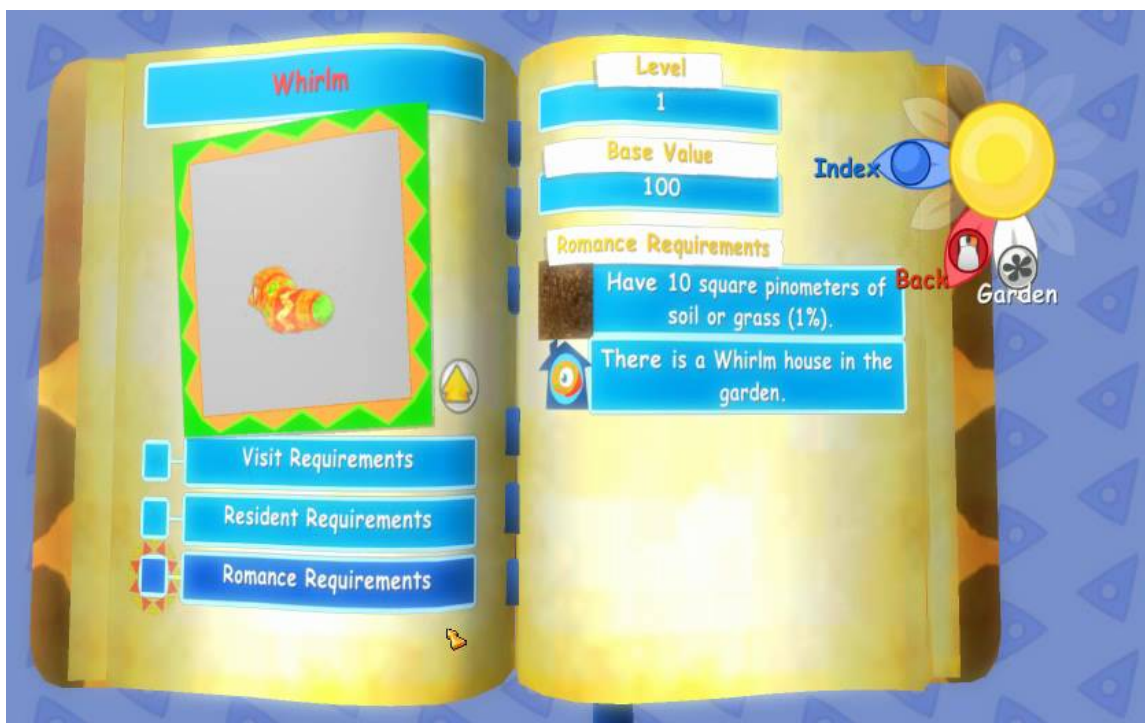 Whirlm
Visit Requirements
Resident Requirements
Romance Requirements
Level
1
Base Value
100
Romance Requirements
Have 10 square pinometers of
soil or grass (1%).
There is a Whirlm house in the
garden.
Index
Back
Garden